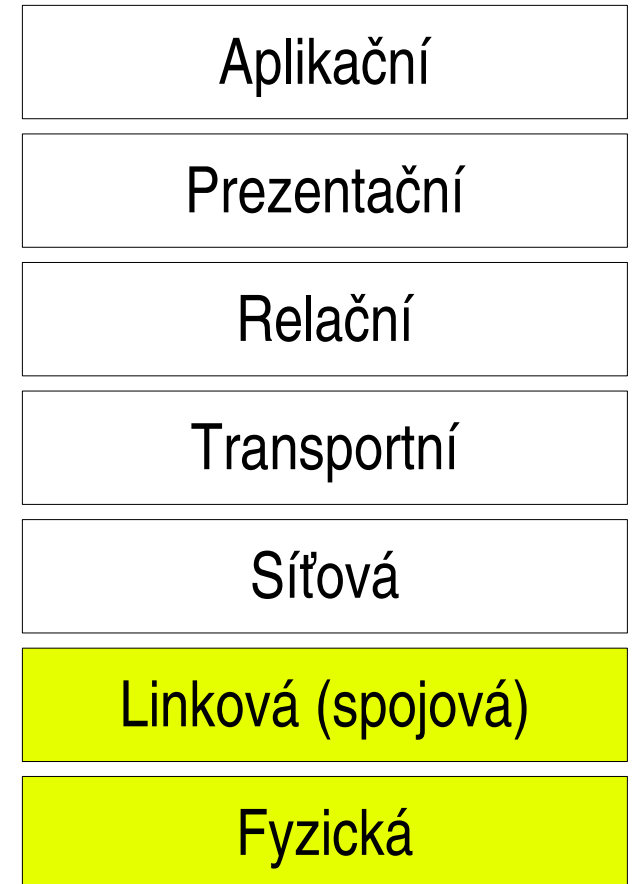 Aplikační
Prezentační
Relační
Transportní
Síťová
Linková (spojová)
Fyzická